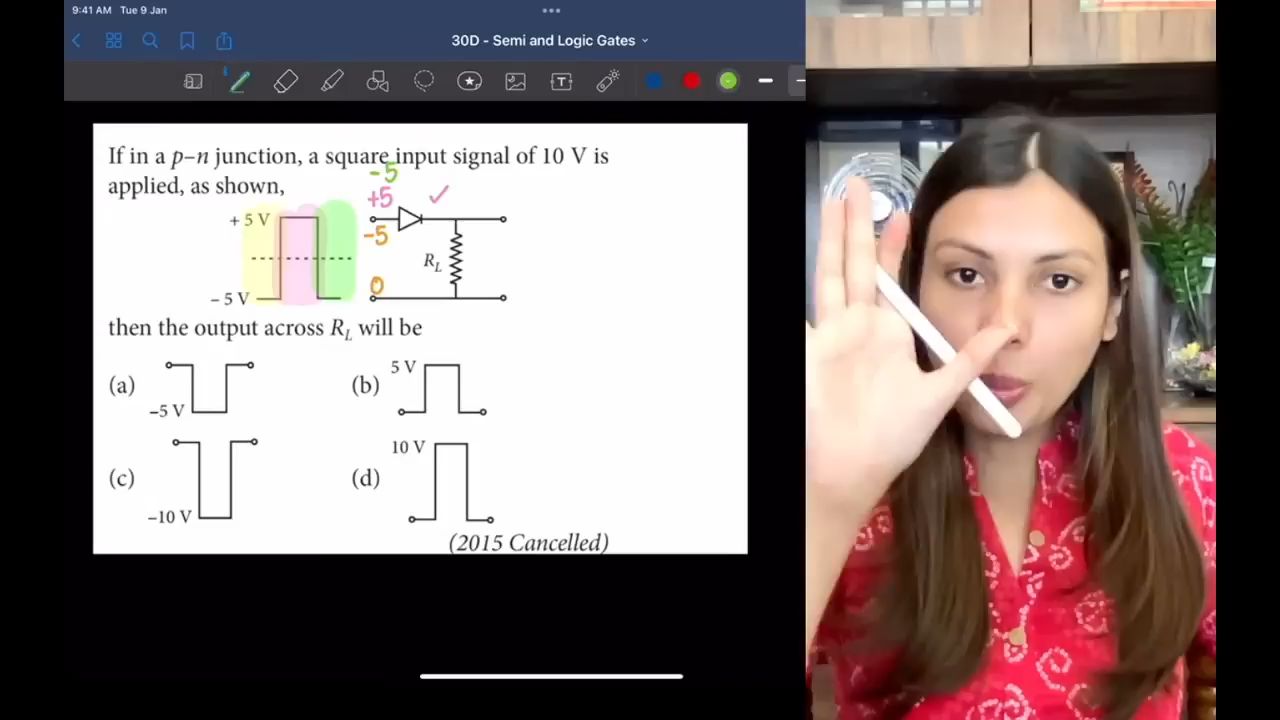 9:41 AM Tue 9 Jan
30D - Semi and Logic Gates
If in a p–n junction, a square input signal of 10 V is
applied, as shown,
-5
+5 ✓
+ 5 V
-5
R_L
0
– 5 V
then the output across R_L will be
(a) –5 V
(b) 5 V
(c) –10 V
(d) 10 V
(2015 Cancelled)